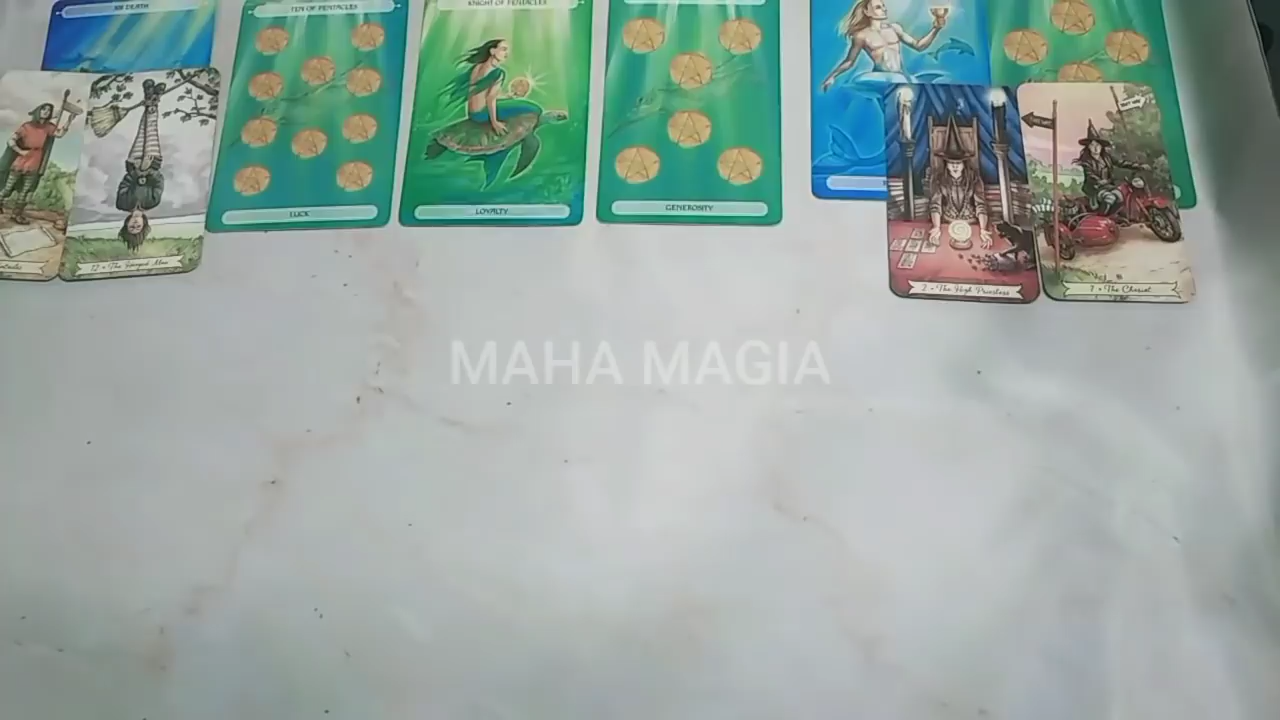 XIII DEATH
TEN OF PENTACLES
KNIGHT OF PENTACLES
LUCK
LOYALTY
GENEROSITY
12 • The Hanged Man
2 • The High Priestess
7 • The Chariot
MAHA MAGIA